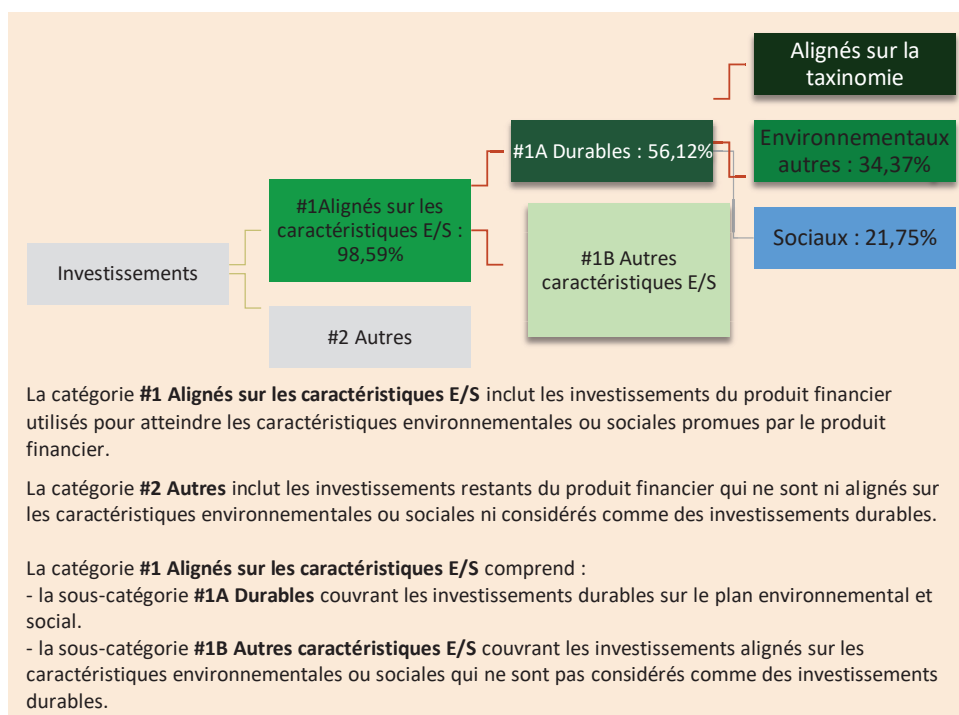 Alignés sur la
taxinomie
#1A Durables : 56,12%
Environnementaux
autres : 34,37%
#1Alignés sur les
caractéristiques E/S :
98,59%
Sociaux : 21,75%
#1B Autres
caractéristiques E/S
Investissements
#2 Autres
La catégorie #1 Alignés sur les caractéristiques E/S inclut les investissements du produit financier
utilisés pour atteindre les caractéristiques environnementales ou sociales promues par le produit
financier.
La catégorie #2 Autres inclut les investissements restants du produit financier qui ne sont ni alignés sur
les caractéristiques environnementales ou sociales ni considérés comme des investissements durables.
La catégorie #1 Alignés sur les caractéristiques E/S comprend :
- la sous-catégorie #1A Durables couvrant les investissements durables sur le plan environnemental et
social.
- la sous-catégorie #1B Autres caractéristiques E/S couvrant les investissements alignés sur les
caractéristiques environnementales ou sociales qui ne sont pas considérés comme des investissements
durables.